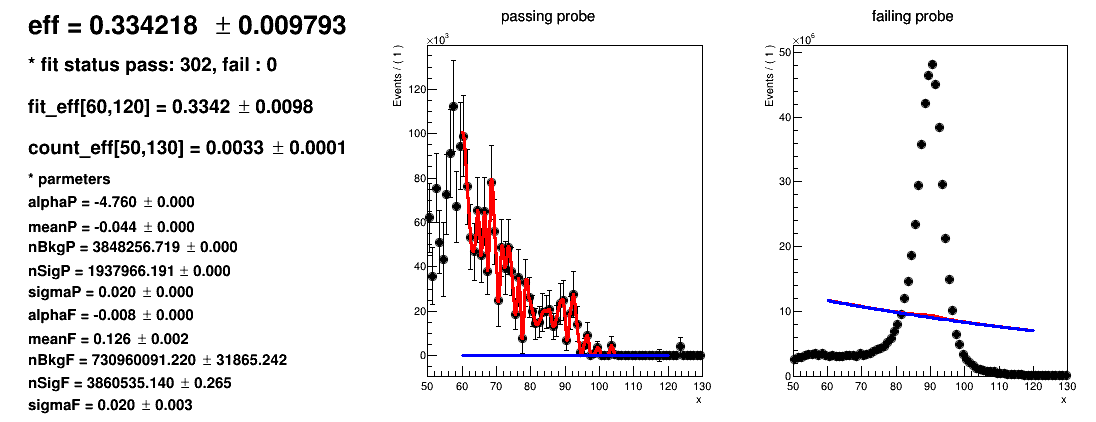 eff = 0.334218 ± 0.009793
* fit status pass: 302, fail : 0
fit_eff[60,120] = 0.3342 ± 0.0098
count_eff[50,130] = 0.0033 ± 0.0001
* parmeters
alphaP = -4.760 ± 0.000
meanP = -0.044 ± 0.000
nBkgP = 3848256.719 ± 0.000
nSigP = 1937966.191 ± 0.000
sigmaP = 0.020 ± 0.000
alphaF = -0.008 ± 0.000
meanF = 0.126 ± 0.002
nBkgF = 730960091.220 ± 31865.242
nSigF = 3860535.140 ± 0.265
sigmaF = 0.020 ± 0.003
passing probe
×10³
Events / ( 1 )
120
100
80
60
40
20
0
50 60 70 80 90 100 110 120 130
x
failing probe
×10⁶
Events / ( 1 )
50
40
30
20
10
0
50 60 70 80 90 100 110 120 130
x